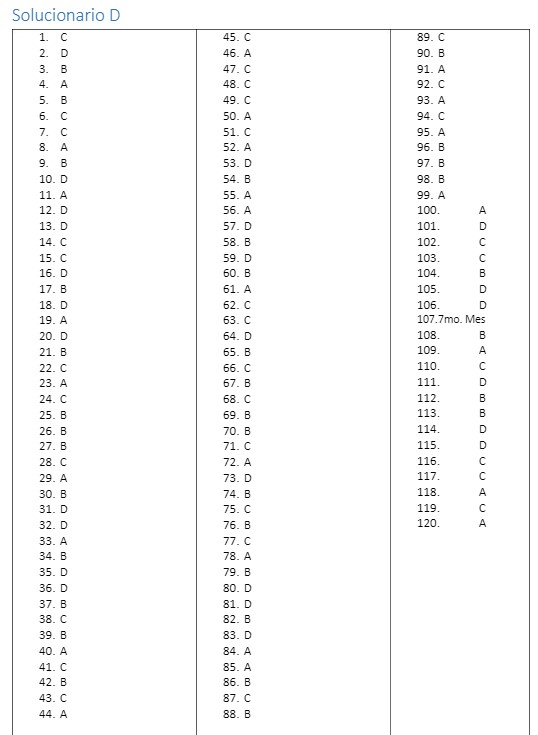 Solucionario D
1. C
2. D
3. B
4. A
5. B
6. C
7. C
8. A
9. B
10. D
11. A
12. D
13. D
14. C
15. C
16. D
17. B
18. D
19. A
20. D
21. B
22. C
23. A
24. C
25. B
26. B
27. B
28. C
29. A
30. B
31. D
32. D
33. A
34. B
35. D
36. D
37. B
38. C
39. B
40. A
41. C
42. B
43. C
44. A
45. C
46. A
47. C
48. C
49. C
50. A
51. C
52. A
53. D
54. B
55. A
56. A
57. D
58. B
59. D
60. B
61. A
62. C
63. C
64. D
65. B
66. C
67. B
68. C
69. B
70. B
71. C
72. A
73. D
74. B
75. C
76. B
77. C
78. A
79. B
80. D
81. D
82. B
83. D
84. A
85. A
86. B
87. C
88. B
89. C
90. B
91. A
92. C
93. A
94. C
95. A
96. B
97. B
98. B
99. A
100. A
101. D
102. C
103. C
104. B
105. D
106. D
107.7mo. Mes
108. B
109. A
110. C
111. D
112. B
113. B
114. D
115. D
116. C
117. C
118. A
119. C
120. A